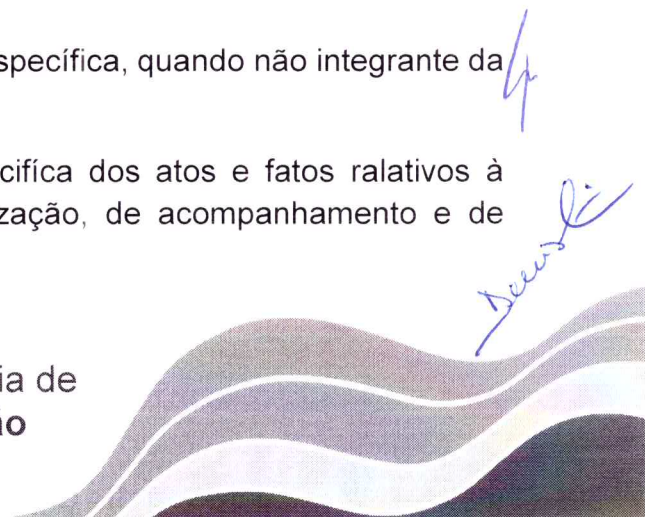 specífica, quando não integrante da
cifíca dos atos e fatos ralativos à
zação, de acompanhamento e de
ia de
io